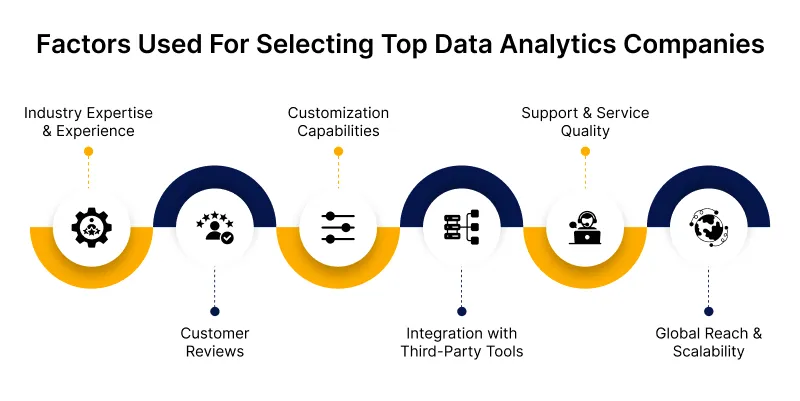 Factors Used For Selecting Top Data Analytics Companies
Industry Expertise
& Experience
Customer
Reviews
Customization
Capabilities
Integration with
Third-Party Tools
Support & Service
Quality
Global Reach &
Scalability